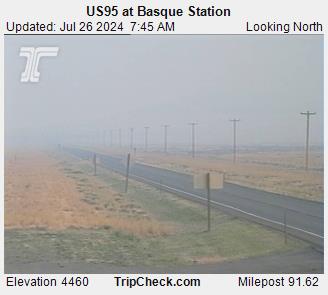 US95 at Basque Station
Updated: Jul 26 2024 7:45 AM Looking North
Elevation 4460 TripCheck.com Milepost 91.62